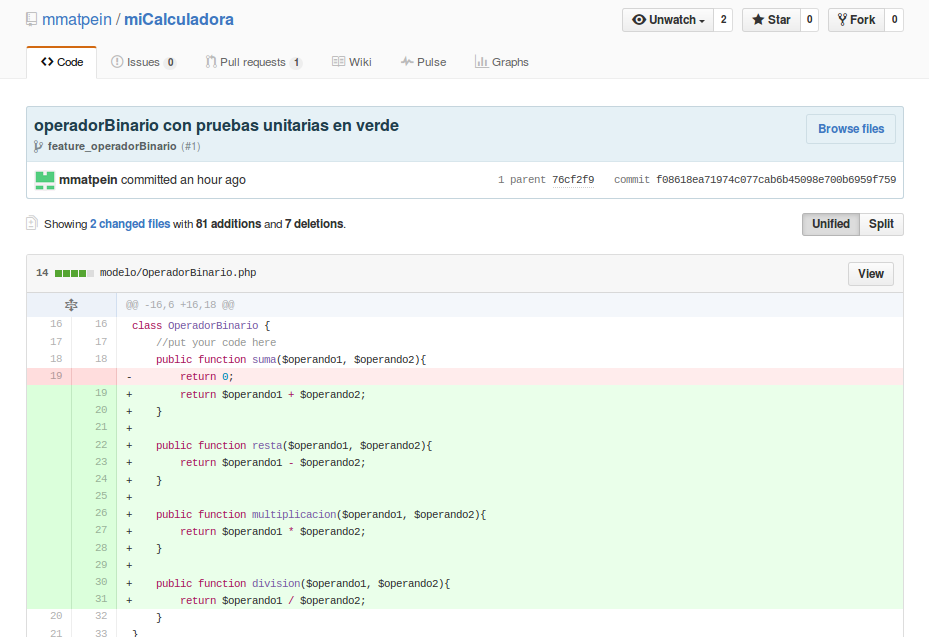 mmatpein / miCalculadora Unwatch 2 Star 0 Fork 0
Code Issues 0 Pull requests 1 Wiki Pulse Graphs
operadorBinario con pruebas unitarias en verde Browse files
feature_operadorBinario (#1)
mmatpein committed an hour ago 1 parent 76cf2f9 commit f08618ea71974c077cab6b45098e700b6959f759
Showing 2 changed files with 81 additions and 7 deletions. Unified Split
14 modelo/OperadorBinario.php View
@@ -16,6 +16,18 @@
16 16 class OperadorBinario {
17 17 //put your code here
18 18 public function suma($operando1, $operando2){
19 - return 0;
19 + return $operando1 + $operando2;
20 + }
21 +
22 + public function resta($operando1, $operando2){
23 + return $operando1 - $operando2;
24 + }
25 +
26 + public function multiplicacion($operando1, $operando2){
27 + return $operando1 * $operando2;
28 + }
29 +
30 + public function division($operando1, $operando2){
31 + return $operando1 / $operando2;
20 32 }
21 33 }